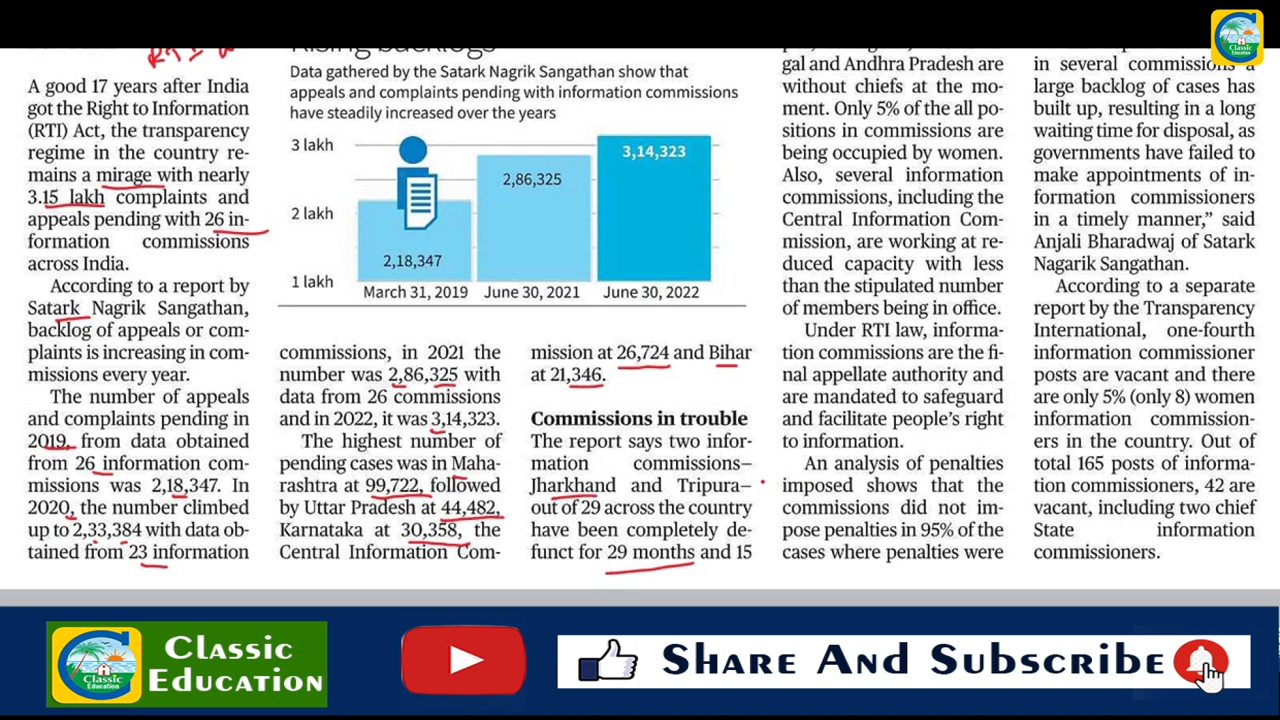 Classic
Education
Rising backlogs
Data gathered by the Satark Nagrik Sangathan show that
appeals and complaints pending with information commissions
have steadily increased over the years
3 lakh
2 lakh
1 lakh
2,18,347
2,86,325
3,14,323
March 31, 2019
June 30, 2021
June 30, 2022
A good 17 years after India
got the Right to Information
(RTI) Act, the transparency
regime in the country re-
mains a mirage with nearly
3.15 lakh complaints and
appeals pending with 26 in-
formation commissions
across India.
According to a report by
Satark Nagrik Sangathan,
backlog of appeals or com-
plaints is increasing in com-
missions every year.
The number of appeals
and complaints pending in
2019, from data obtained
from 26 information com-
missions was 2,18,347. In
2020, the number climbed
up to 2,33,384 with data ob-
tained from 23 information
commissions, in 2021 the
number was 2,86,325 with
data from 26 commissions
and in 2022, it was 3,14,323.
The highest number of
pending cases was in Maha-
rashtra at 99,722, followed
by Uttar Pradesh at 44,482,
Karnataka at 30,358, the
Central Information Com-
mission at 26,724 and Bihar
at 21,346.
Commissions in trouble
The report says two infor-
mation commissions—
Jharkhand and Tripura—
out of 29 across the country
have been completely de-
funct for 29 months and 15
gal and Andhra Pradesh are
without chiefs at the mo-
ment. Only 5% of the all po-
sitions in commissions are
being occupied by women.
Also, several information
commissions, including the
Central Information Com-
mission, are working at re-
duced capacity with less
than the stipulated number
of members being in office.
Under RTI law, informa-
tion commissions are the fi-
nal appellate authority and
are mandated to safeguard
and facilitate people's right
to information.
An analysis of penalties
imposed shows that the
commissions did not im-
pose penalties in 95% of the
cases where penalties were
in several commissions a
large backlog of cases has
built up, resulting in a long
waiting time for disposal, as
governments have failed to
make appointments of in-
formation commissioners
in a timely manner," said
Anjali Bharadwaj of Satark
Nagarik Sangathan.
According to a separate
report by the Transparency
International, one-fourth
information commissioner
posts are vacant and there
are only 5% (only 8) women
information commission-
ers in the country. Out of
total 165 posts of informa-
tion commissioners, 42 are
vacant, including two chief
State information
commissioners.
Classic
Education
Classic
Education
Share And Subscribe